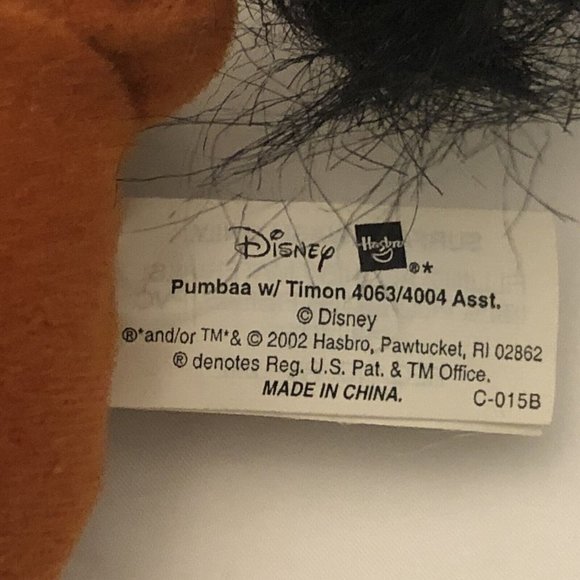 Disney Hasbro ®*
Pumbaa w/ Timon 4063/4004 Asst.
© Disney
®*and/or TM*& © 2002 Hasbro, Pawtucket, RI 02862
® denotes Reg. U.S. Pat. & TM Office.
MADE IN CHINA. C-015B